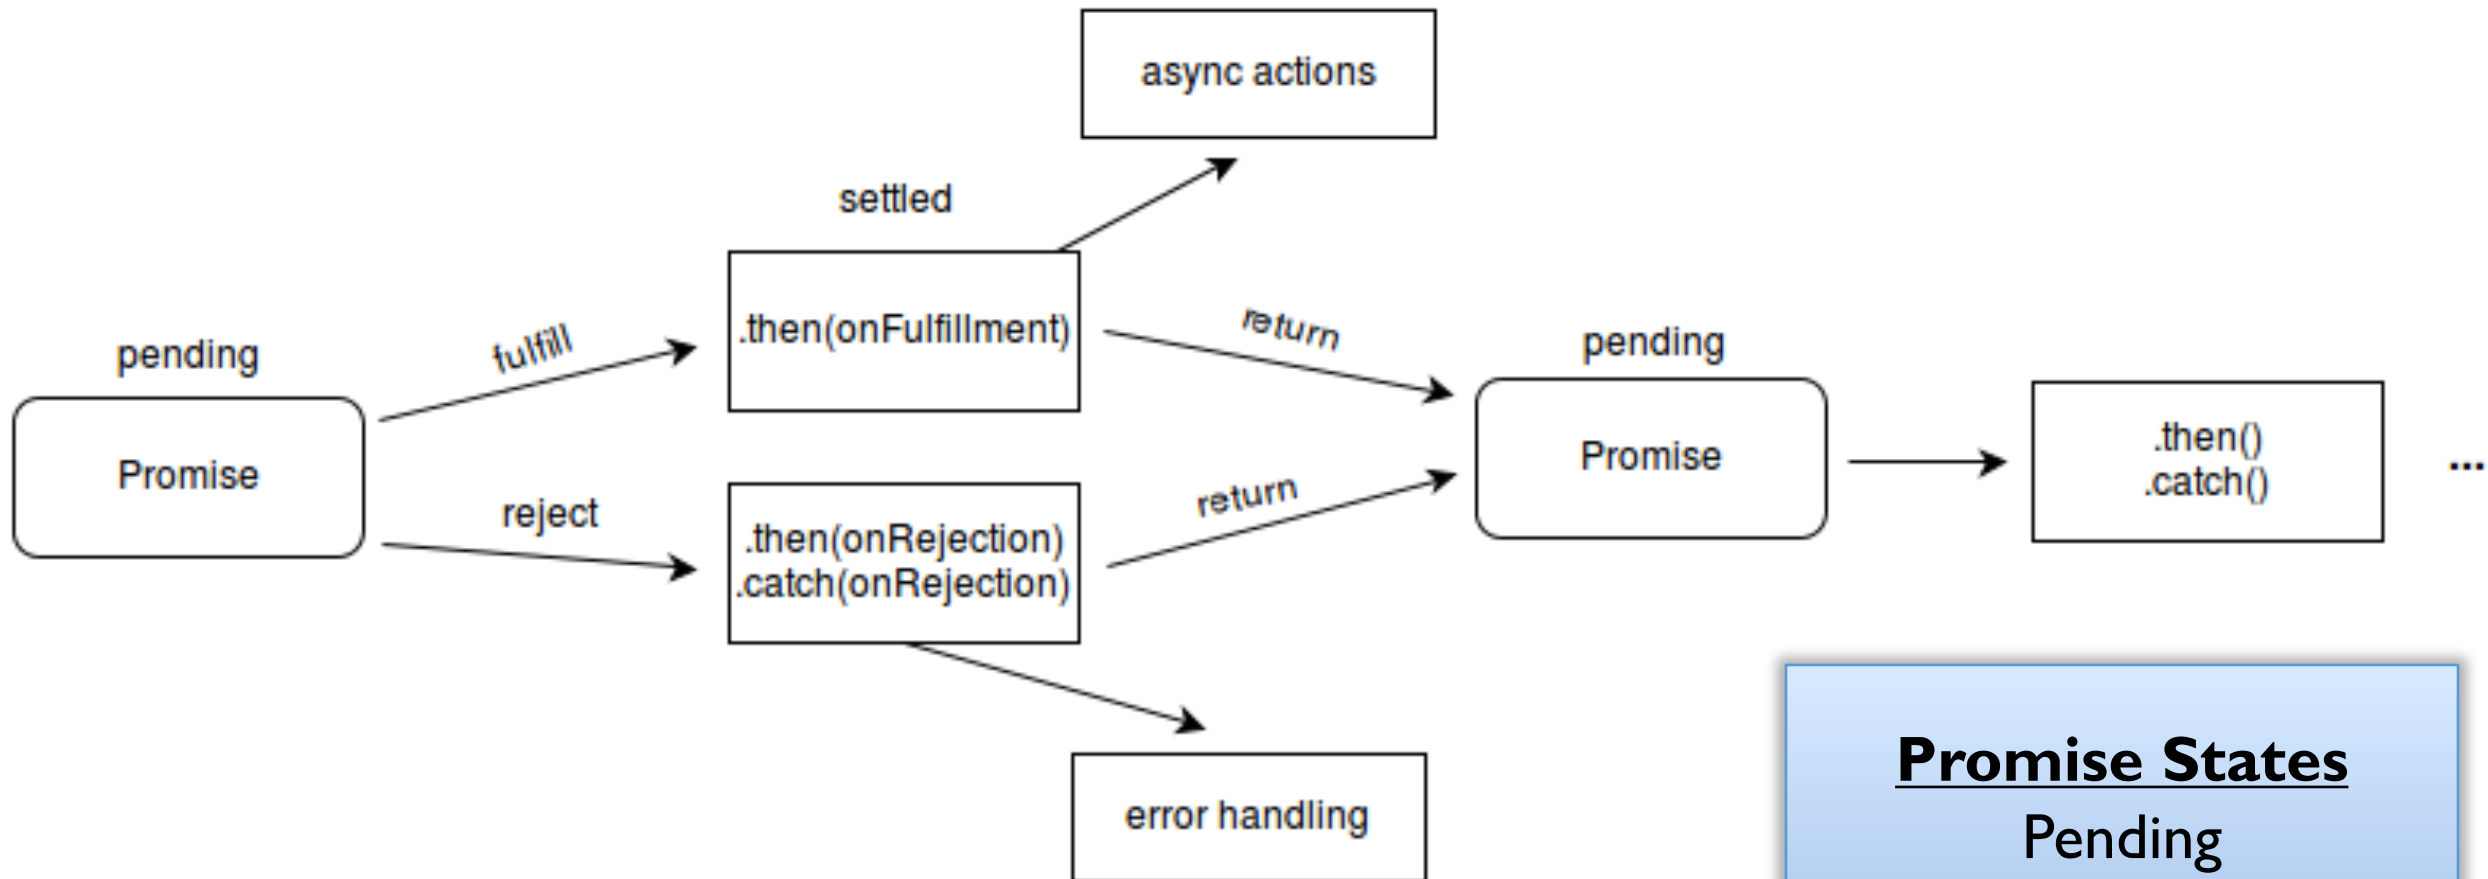 async actions
settled
.then(onFulfillment)
fulfill
return
pending
Promise
pending
Promise
.then()
.catch()
...
reject
.then(onRejection)
.catch(onRejection)
return
error handling
Promise States
Pending